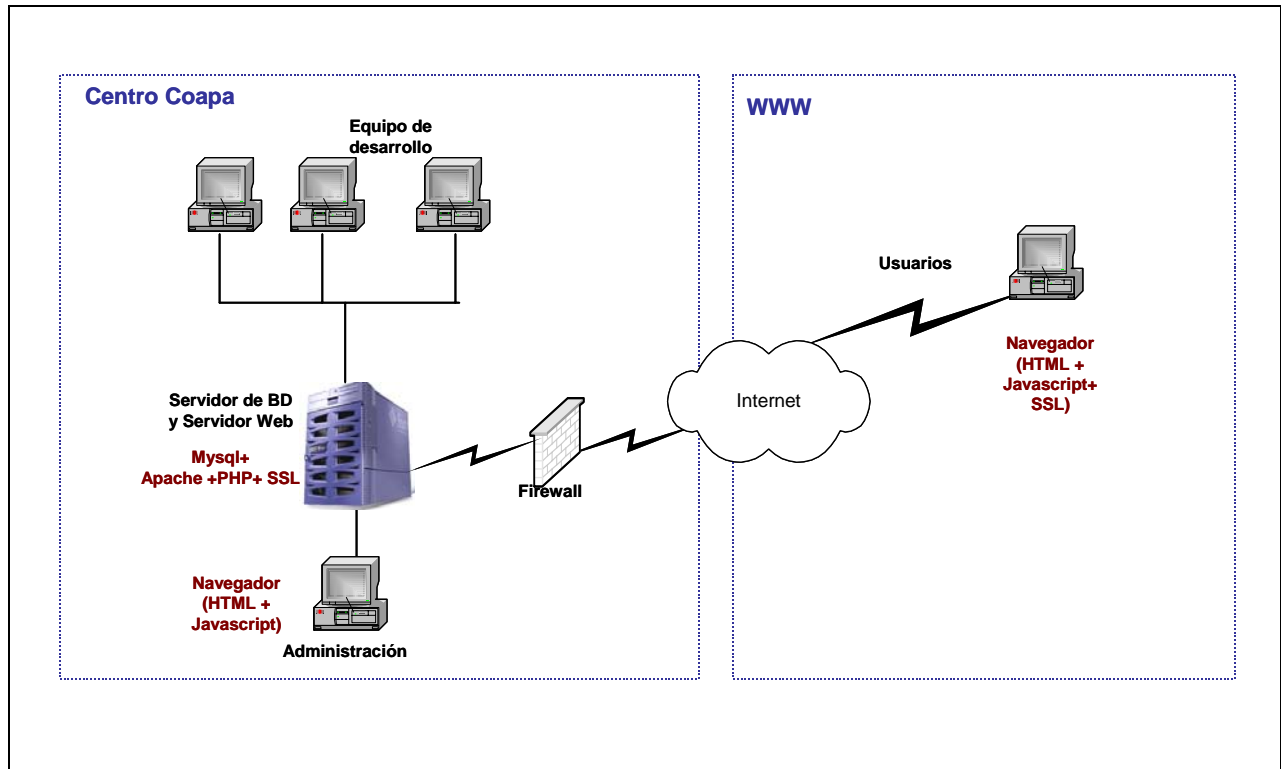 Centro Coapa
Equipo de
desarrollo
Servidor de BD
y Servidor Web
Mysql+
Apache +PHP+ SSL
Firewall
Navegador
(HTML +
Javascript)
Administración
WWW
Internet
Usuarios
Navegador
(HTML +
Javascript+
SSL)